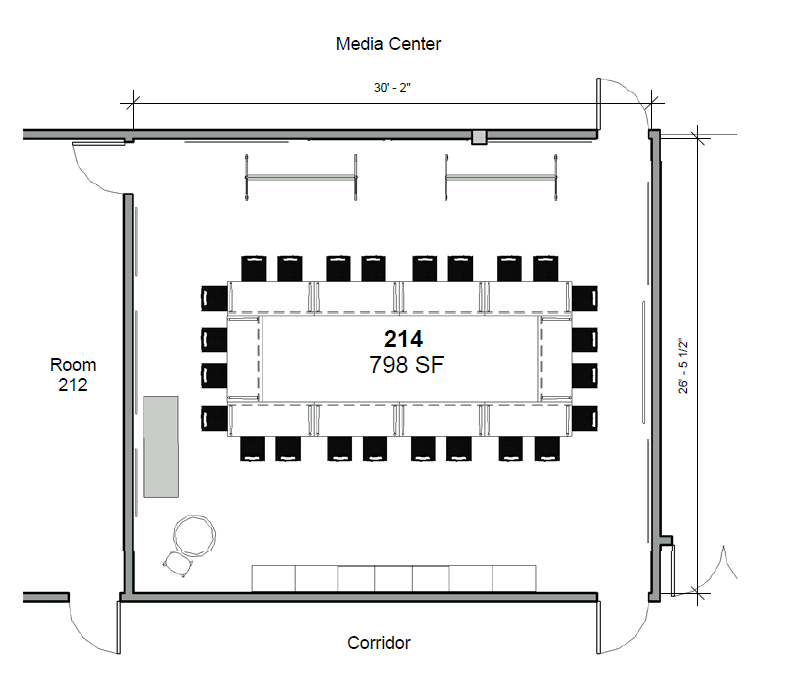 Media Center
30' - 2"
214
798 SF
Room
212
26' - 5 1/2"
Corridor